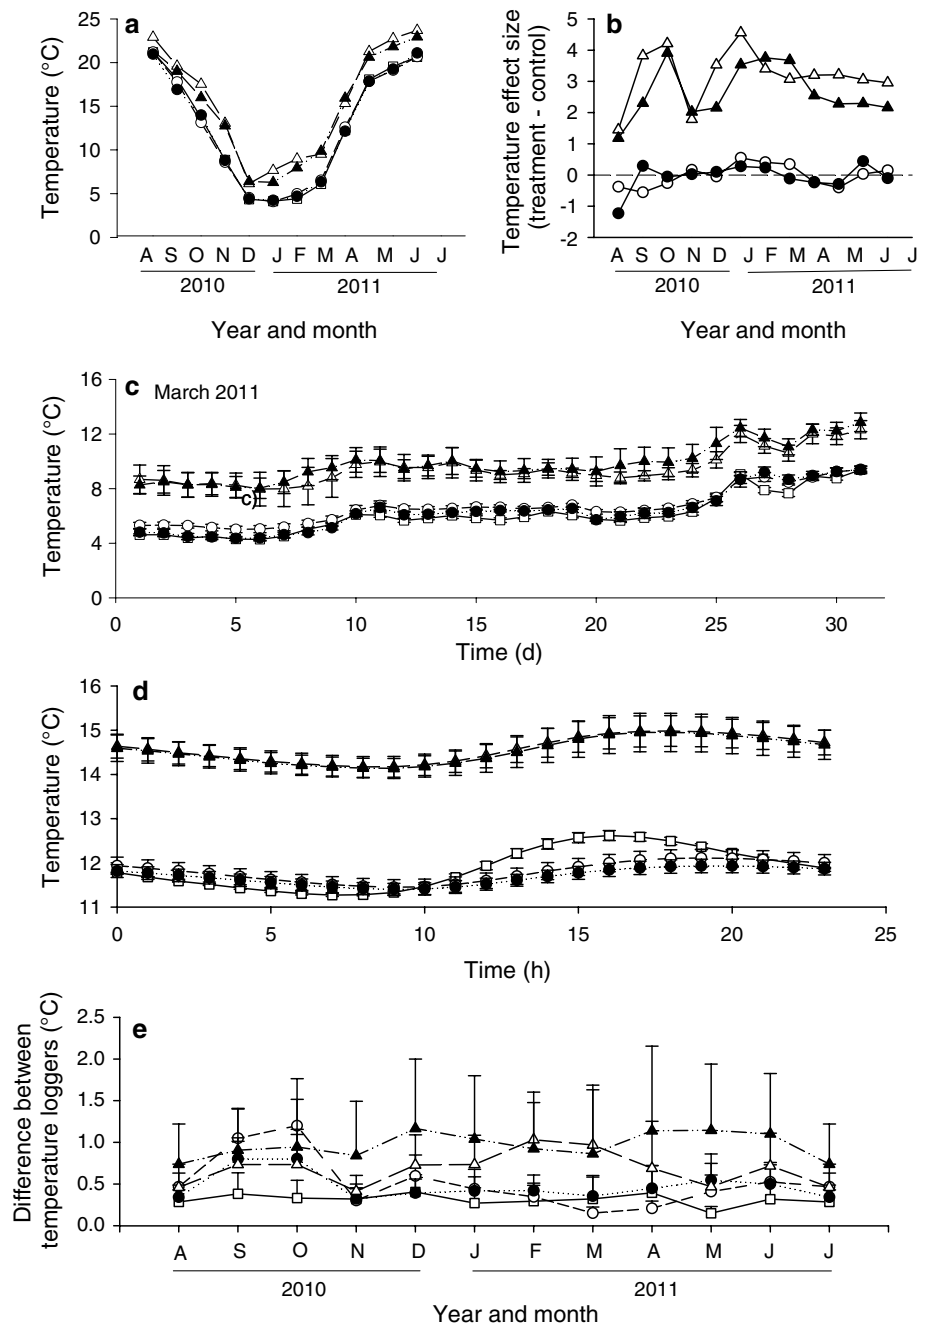 a
Temperature (°C)
25
20
15
10
5
0
A S O N D J F M A M J J
2010 2011
Year and month
b
Temperature effect size
(treatment - control)
5
4
3
2
1
0
-1
-2
A S O N D J F M A M J J
2010 2011
Year and month
c March 2011
Temperature (°C)
16
12
8
4
0
c)
0 5 10 15 20 25 30
Time (d)
d
Temperature (°C)
16
15
14
13
12
11
0 5 10 15 20 25
Time (h)
e
Difference between
temperature loggers (°C)
2.5
2.0
1.5
1.0
0.5
0.0
A S O N D J F M A M J J
2010 2011
Year and month